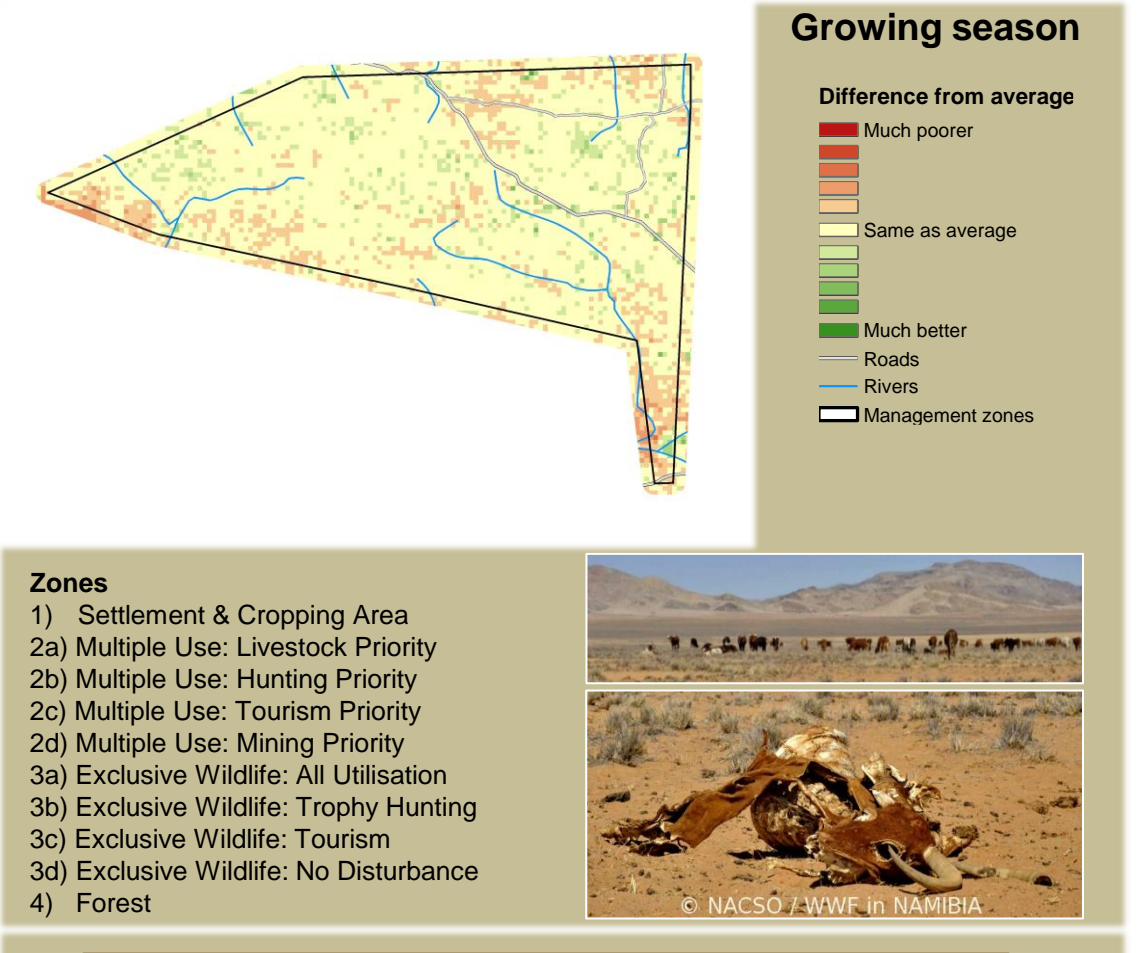 Growing season
Difference from average
Much poorer
Same as average
Much better
Roads
Rivers
Management zones
Zones
1) Settlement & Cropping Area
2a) Multiple Use: Livestock Priority
2b) Multiple Use: Hunting Priority
2c) Multiple Use: Tourism Priority
2d) Multiple Use: Mining Priority
3a) Exclusive Wildlife: All Utilisation
3b) Exclusive Wildlife: Trophy Hunting
3c) Exclusive Wildlife: Tourism
3d) Exclusive Wildlife: No Disturbance
4) Forest
© NACSO / WWF in NAMIBIA